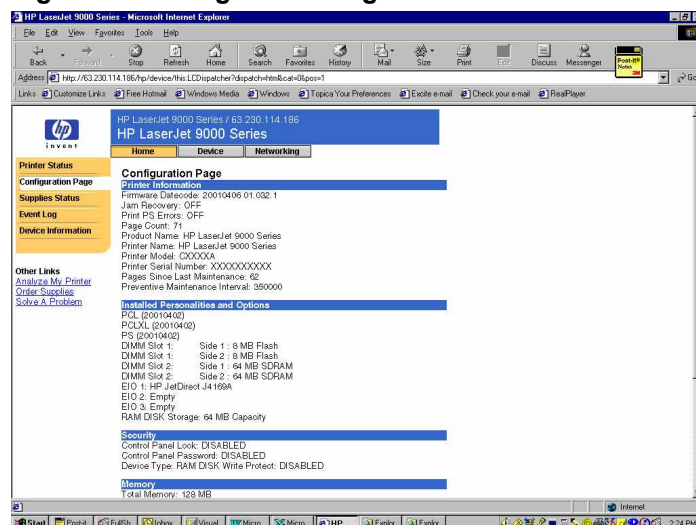 HP LaserJet 9000 Series - Microsoft Internet Explorer
File Edit View Favorites Tools Help
Back Forward Stop Refresh Home Search Favorites History Mail Size Print Edit Discuss Messenger Post-it® Notes
Address http://63.230.114.186/hp/device/this.LCDispatcher?dispatch=html&cat=0&pos=1 Go
Links Customize Links Free Hotmail Windows Media Windows Topica Your Preferences Excite e-mail Check your e-mail RealPlayer
hp
invent
HP LaserJet 9000 Series / 63.230.114.186
HP LaserJet 9000 Series
Home Device Networking
Printer Status
Configuration Page
Supplies Status
Event Log
Device Information
Other Links
Analyze My Printer
Order Supplies
Solve A Problem
Configuration Page
Printer Information
Firmware Datecode: 20010406 01.032.1
Jam Recovery: OFF
Print PS Errors: OFF
Page Count: 71
Product Name: HP LaserJet 9000 Series
Printer Name: HP LaserJet 9000 Series
Printer Model: CXXXXA
Printer Serial Number: XXXXXXXXXX
Pages Since Last Maintenance: 62
Preventive Maintenance Interval: 350000
Installed Personalities and Options
PCL (20010402)
PCLXL (20010402)
PS (20010402)
DIMM Slot 1: Side 1 : 8 MB Flash
DIMM Slot 1: Side 2 : 8 MB Flash
DIMM Slot 2: Side 1 : 64 MB SDRAM
DIMM Slot 2: Side 2 : 64 MB SDRAM
EIO 1: HP JetDirect J4169A
EIO 2: Empty
EIO 3: Empty
RAM DISK Storage: 64 MB Capacity
Security
Control Panel Lock: DISABLED
Control Panel Password: DISABLED
Device Type: RAM DISK Write Protect: DISABLED
Memory
Total Memory: 128 MB
Internet
Start Post-it Inbox Visual Micro Micro HP Explor Explor 2:24 PM